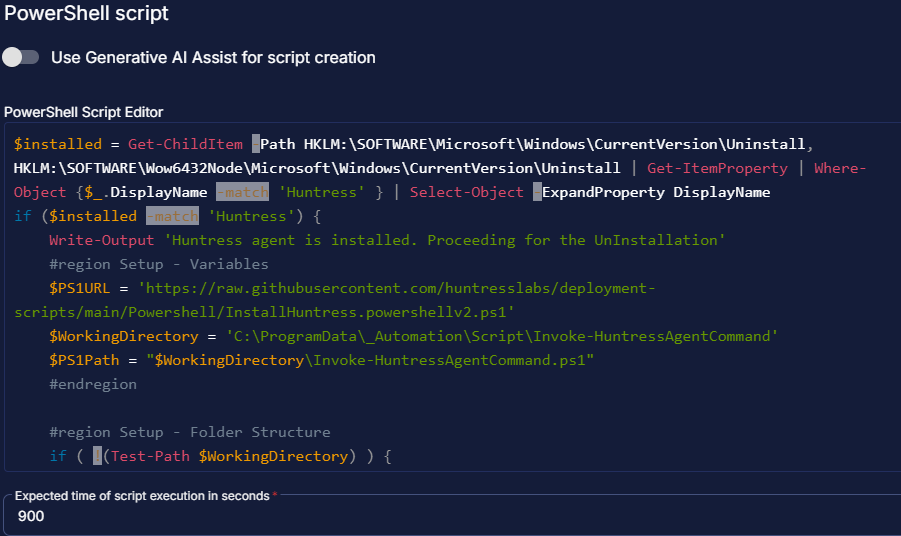 PowerShell script
Use Generative AI Assist for script creation
PowerShell Script Editor
$installed = Get-ChildItem -Path HKLM:\SOFTWARE\Microsoft\Windows\CurrentVersion\Uninstall,
HKLM:\SOFTWARE\Wow6432Node\Microsoft\Windows\CurrentVersion\Uninstall | Get-ItemProperty | Where-
Object {$_.DisplayName -match 'Huntress' } | Select-Object -ExpandProperty DisplayName
if ($installed -match 'Huntress') {
    Write-Output 'Huntress agent is installed. Proceeding for the UnInstallation'
    #region Setup - Variables
    $PS1URL = 'https://raw.githubusercontent.com/huntresslabs/deployment-
scripts/main/Powershell/InstallHuntress.powershellv2.ps1'
    $WorkingDirectory = 'C:\ProgramData\_Automation\Script\Invoke-HuntressAgentCommand'
    $PS1Path = "$WorkingDirectory\Invoke-HuntressAgentCommand.ps1"
    #endregion
    #region Setup - Folder Structure
    if ( !(Test-Path $WorkingDirectory) ) {
Expected time of script execution in seconds *
900